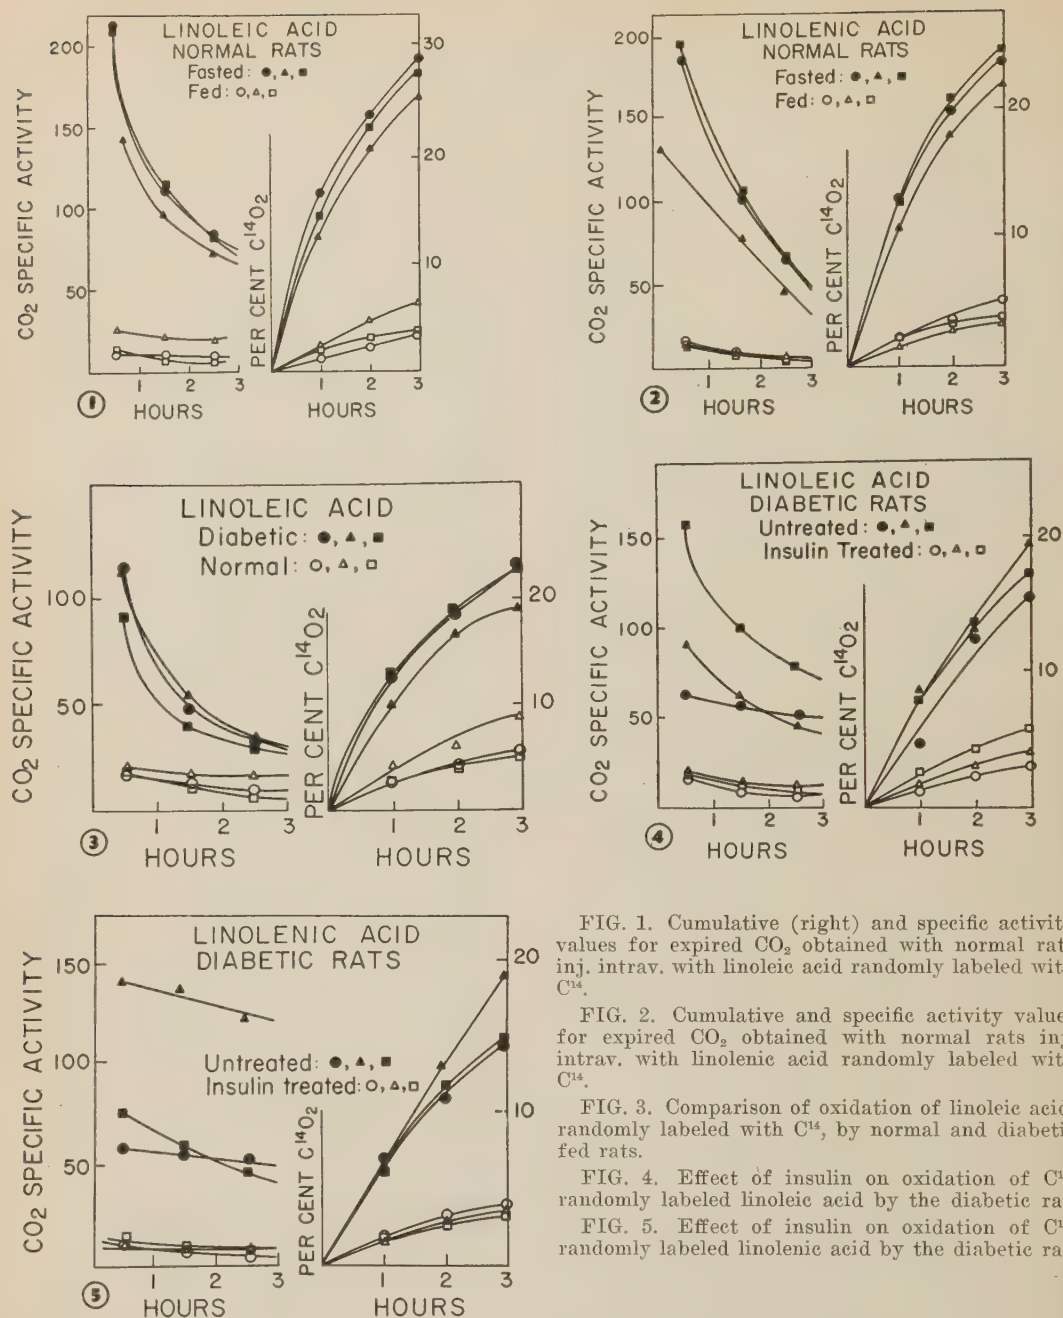 LINOLEIC ACID
NORMAL RATS
Fasted: ●,▲,■
Fed: ○,△,□
200
150
100
50
CO₂ SPECIFIC ACTIVITY
1 2 3
HOURS
PER CENT C¹⁴O₂
30
20
10
1 2 3
HOURS
①
LINOLENIC ACID
NORMAL RATS
Fasted: ●,▲,■
Fed: ○,△,□
200
150
100
50
CO₂ SPECIFIC ACTIVITY
1 2 3
HOURS
PER CENT C¹⁴O₂
20
10
1 2 3
HOURS
②
LINOLEIC ACID
Diabetic: ●,▲,■
Normal: ○,△,□
100
50
CO₂ SPECIFIC ACTIVITY
1 2 3
HOURS
PER CENT C¹⁴O₂
20
10
1 2 3
HOURS
③
LINOLEIC ACID
DIABETIC RATS
Untreated: ●,▲,■
Insulin Treated: ○,△,□
150
100
50
CO₂ SPECIFIC ACTIVITY
1 2 3
HOURS
PER CENT C¹⁴O₂
20
10
1 2 3
HOURS
④
LINOLENIC ACID
DIABETIC RATS
Untreated: ●,▲,■
Insulin treated: ○,△,□
150
100
50
CO₂ SPECIFIC ACTIVITY
1 2 3
HOURS
PER CENT C¹⁴O₂
20
10
1 2 3
HOURS
⑤
FIG. 1. Cumulative (right) and specific activit
values for expired CO₂ obtained with normal rat
inj. intrav. with linoleic acid randomly labeled wit
C¹⁴.
FIG. 2. Cumulative and specific activity value
for expired CO₂ obtained with normal rats in
intrav. with linolenic acid randomly labeled wit
C¹⁴.
FIG. 3. Comparison of oxidation of linoleic acid
randomly labeled with C¹⁴, by normal and diabeti
fed rats.
FIG. 4. Effect of insulin on oxidation of C¹
randomly labeled linoleic acid by the diabetic ra
FIG. 5. Effect of insulin on oxidation of C¹
randomly labeled linolenic acid by the diabetic ra